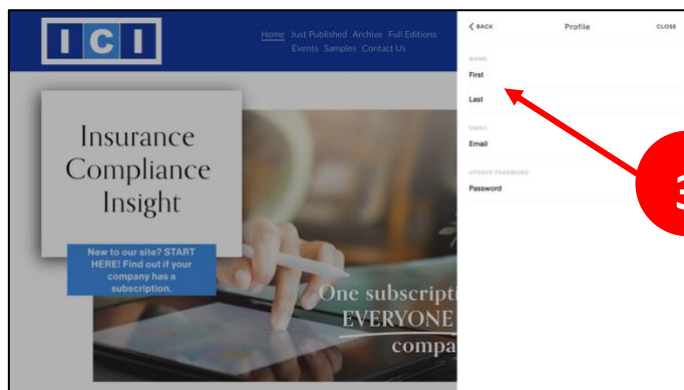 ICI
Home Just Published Archive Full Editions
Events Samples Contact Us
Insurance
Compliance
Insight
New to our site? START
HERE! Find out if your
company has a
subscription.
One subscripti
EVERYONE
compa
< BACK Profile CLOSE
NAME
First
Last
EMAIL
Email
UPDATE PASSWORD
Password
3